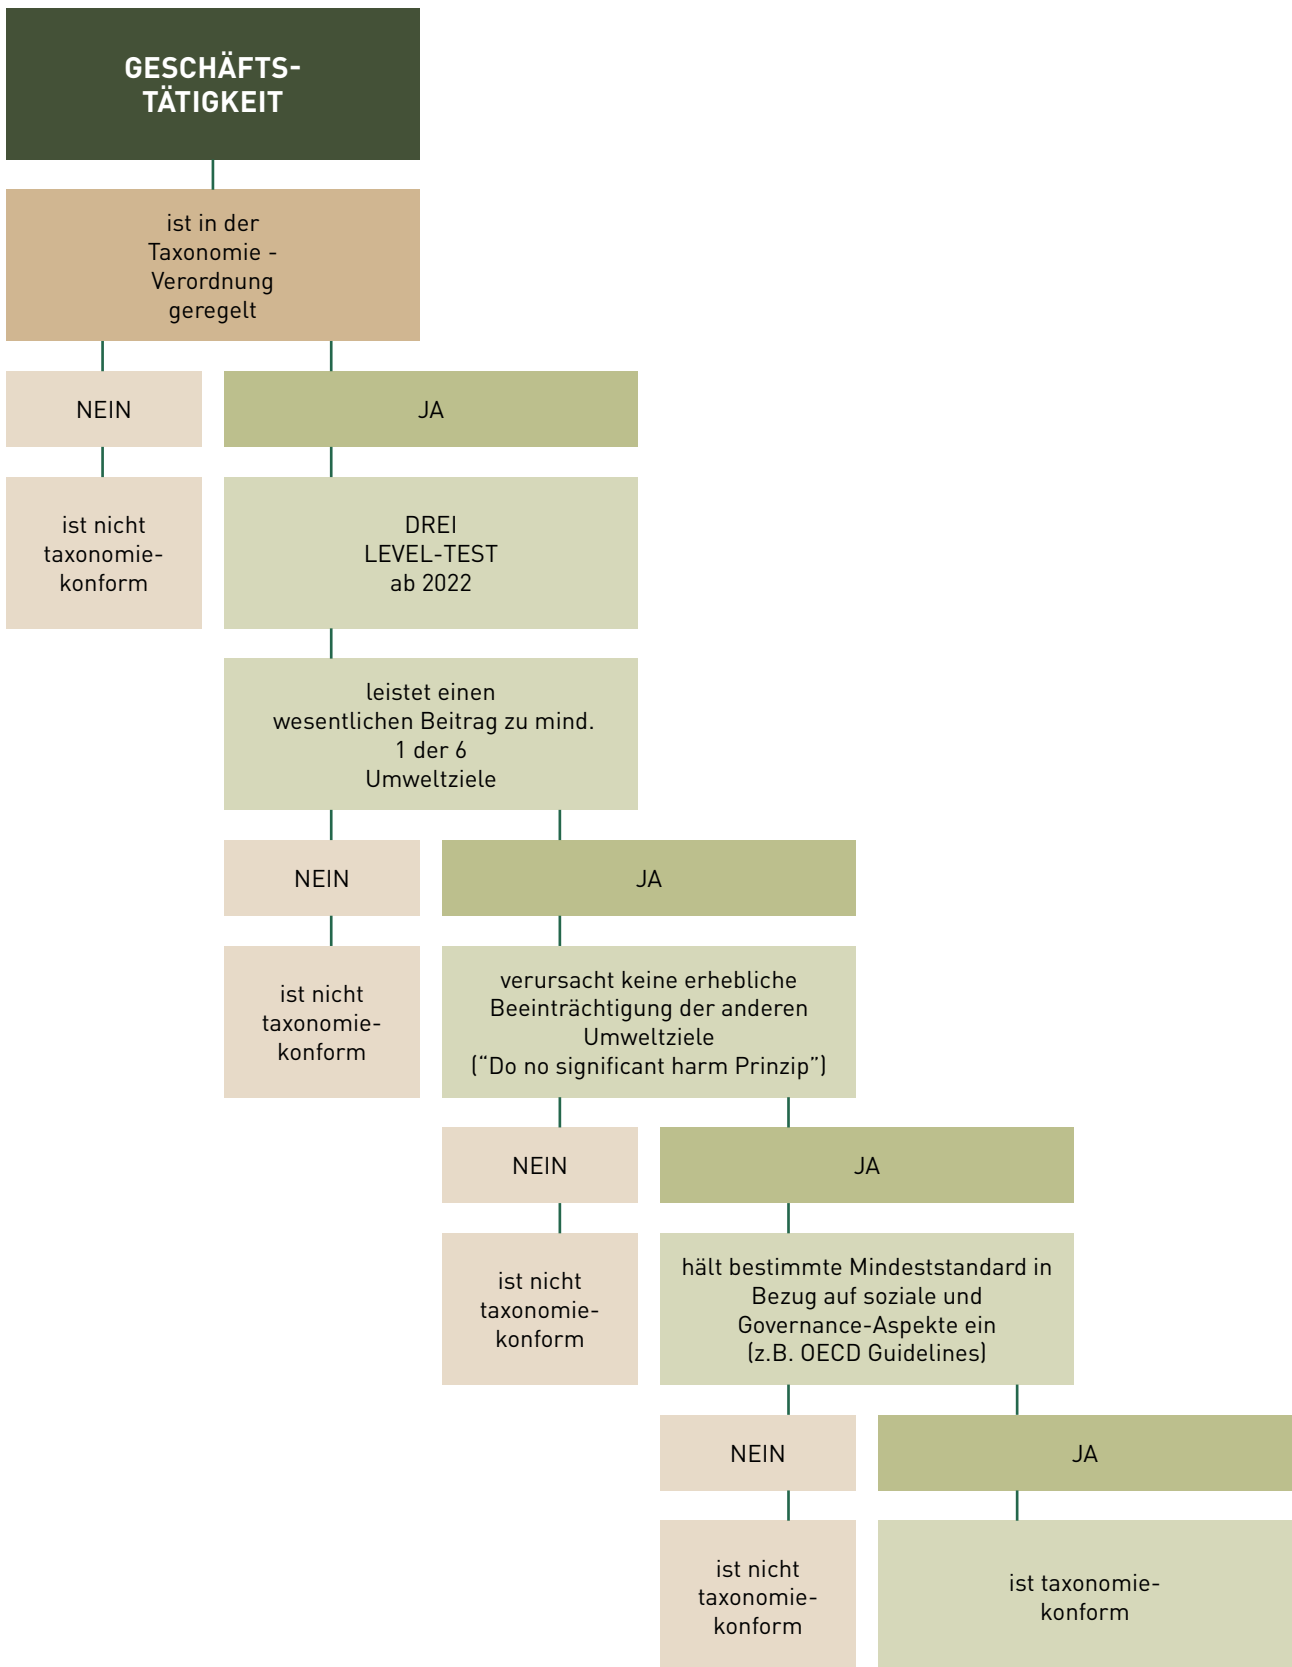 GESCHÄFTS-
TÄTIGKEIT
ist in der
Taxonomie -
Verordnung
geregelt
NEIN
JA
ist nicht
taxonomie-
konform
DREI
LEVEL-TEST
ab 2022
leistet einen
wesentlichen Beitrag zu mind.
1 der 6
Umweltziele
NEIN
JA
ist nicht
taxonomie-
konform
verursacht keine erhebliche
Beeinträchtigung der anderen
Umweltziele
(“Do no significant harm Prinzip”)
NEIN
JA
ist nicht
taxonomie-
konform
hält bestimmte Mindeststandard in
Bezug auf soziale und
Governance-Aspekte ein
(z.B. OECD Guidelines)
NEIN
JA
ist nicht
taxonomie-
konform
ist taxonomie-
konform